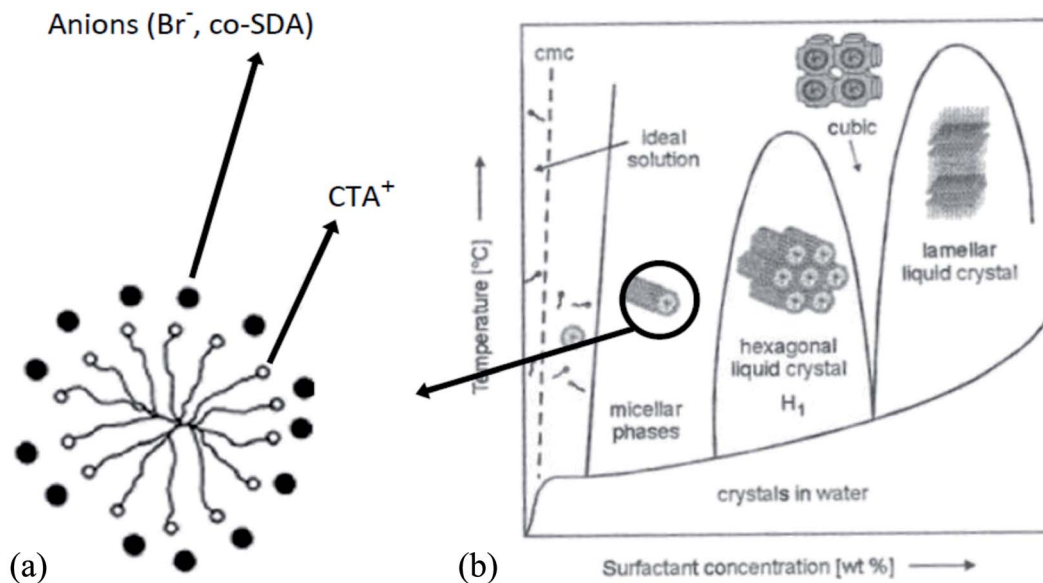 Anions (Br⁻, co-SDA)
CTA⁺
(a)
cmc
ideal
solution
cubic
lamellar
liquid crystal
hexagonal
liquid crystal
H₁
micellar
phases
crystals in water
Temperature [°C]
Surfactant concentration [wt %]
(b)